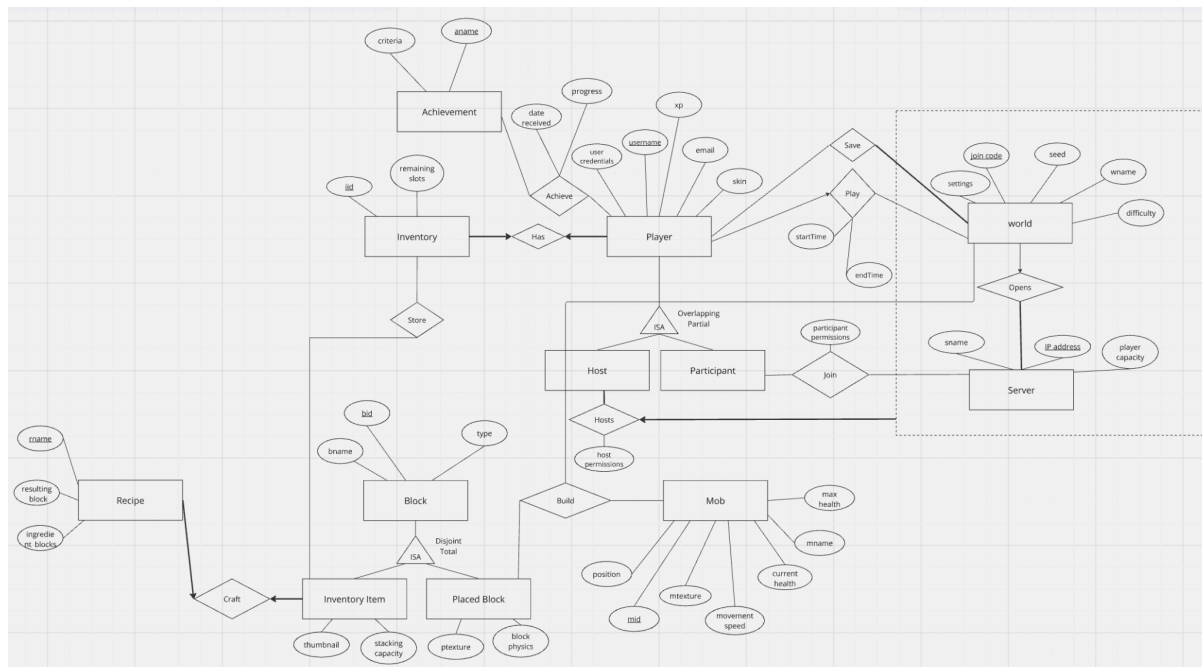 aname
criteria
progress
Achievement
date
received
xp
user
credentials
username
email
skin
Achieve
remaining
slots
iid
Inventory
Has
Player
Save
Play
startTime
endTime
join code
seed
settings
wname
difficulty
world
Opens
Store
ISA
Overlapping
Partial
participant
permissions
sname
IP address
player
capacity
Host
Participant
Join
Server
Hosts
host
permissions
bid
bname
type
rname
resulting
block
ingredie
nt_blocks
Recipe
Block
Build
Mob
max
health
mname
current
health
movement
speed
mtexture
mid
position
ISA
Disjoint
Total
Craft
Inventory Item
Placed Block
thumbnail
stacking
capacity
ptexture
block
physics